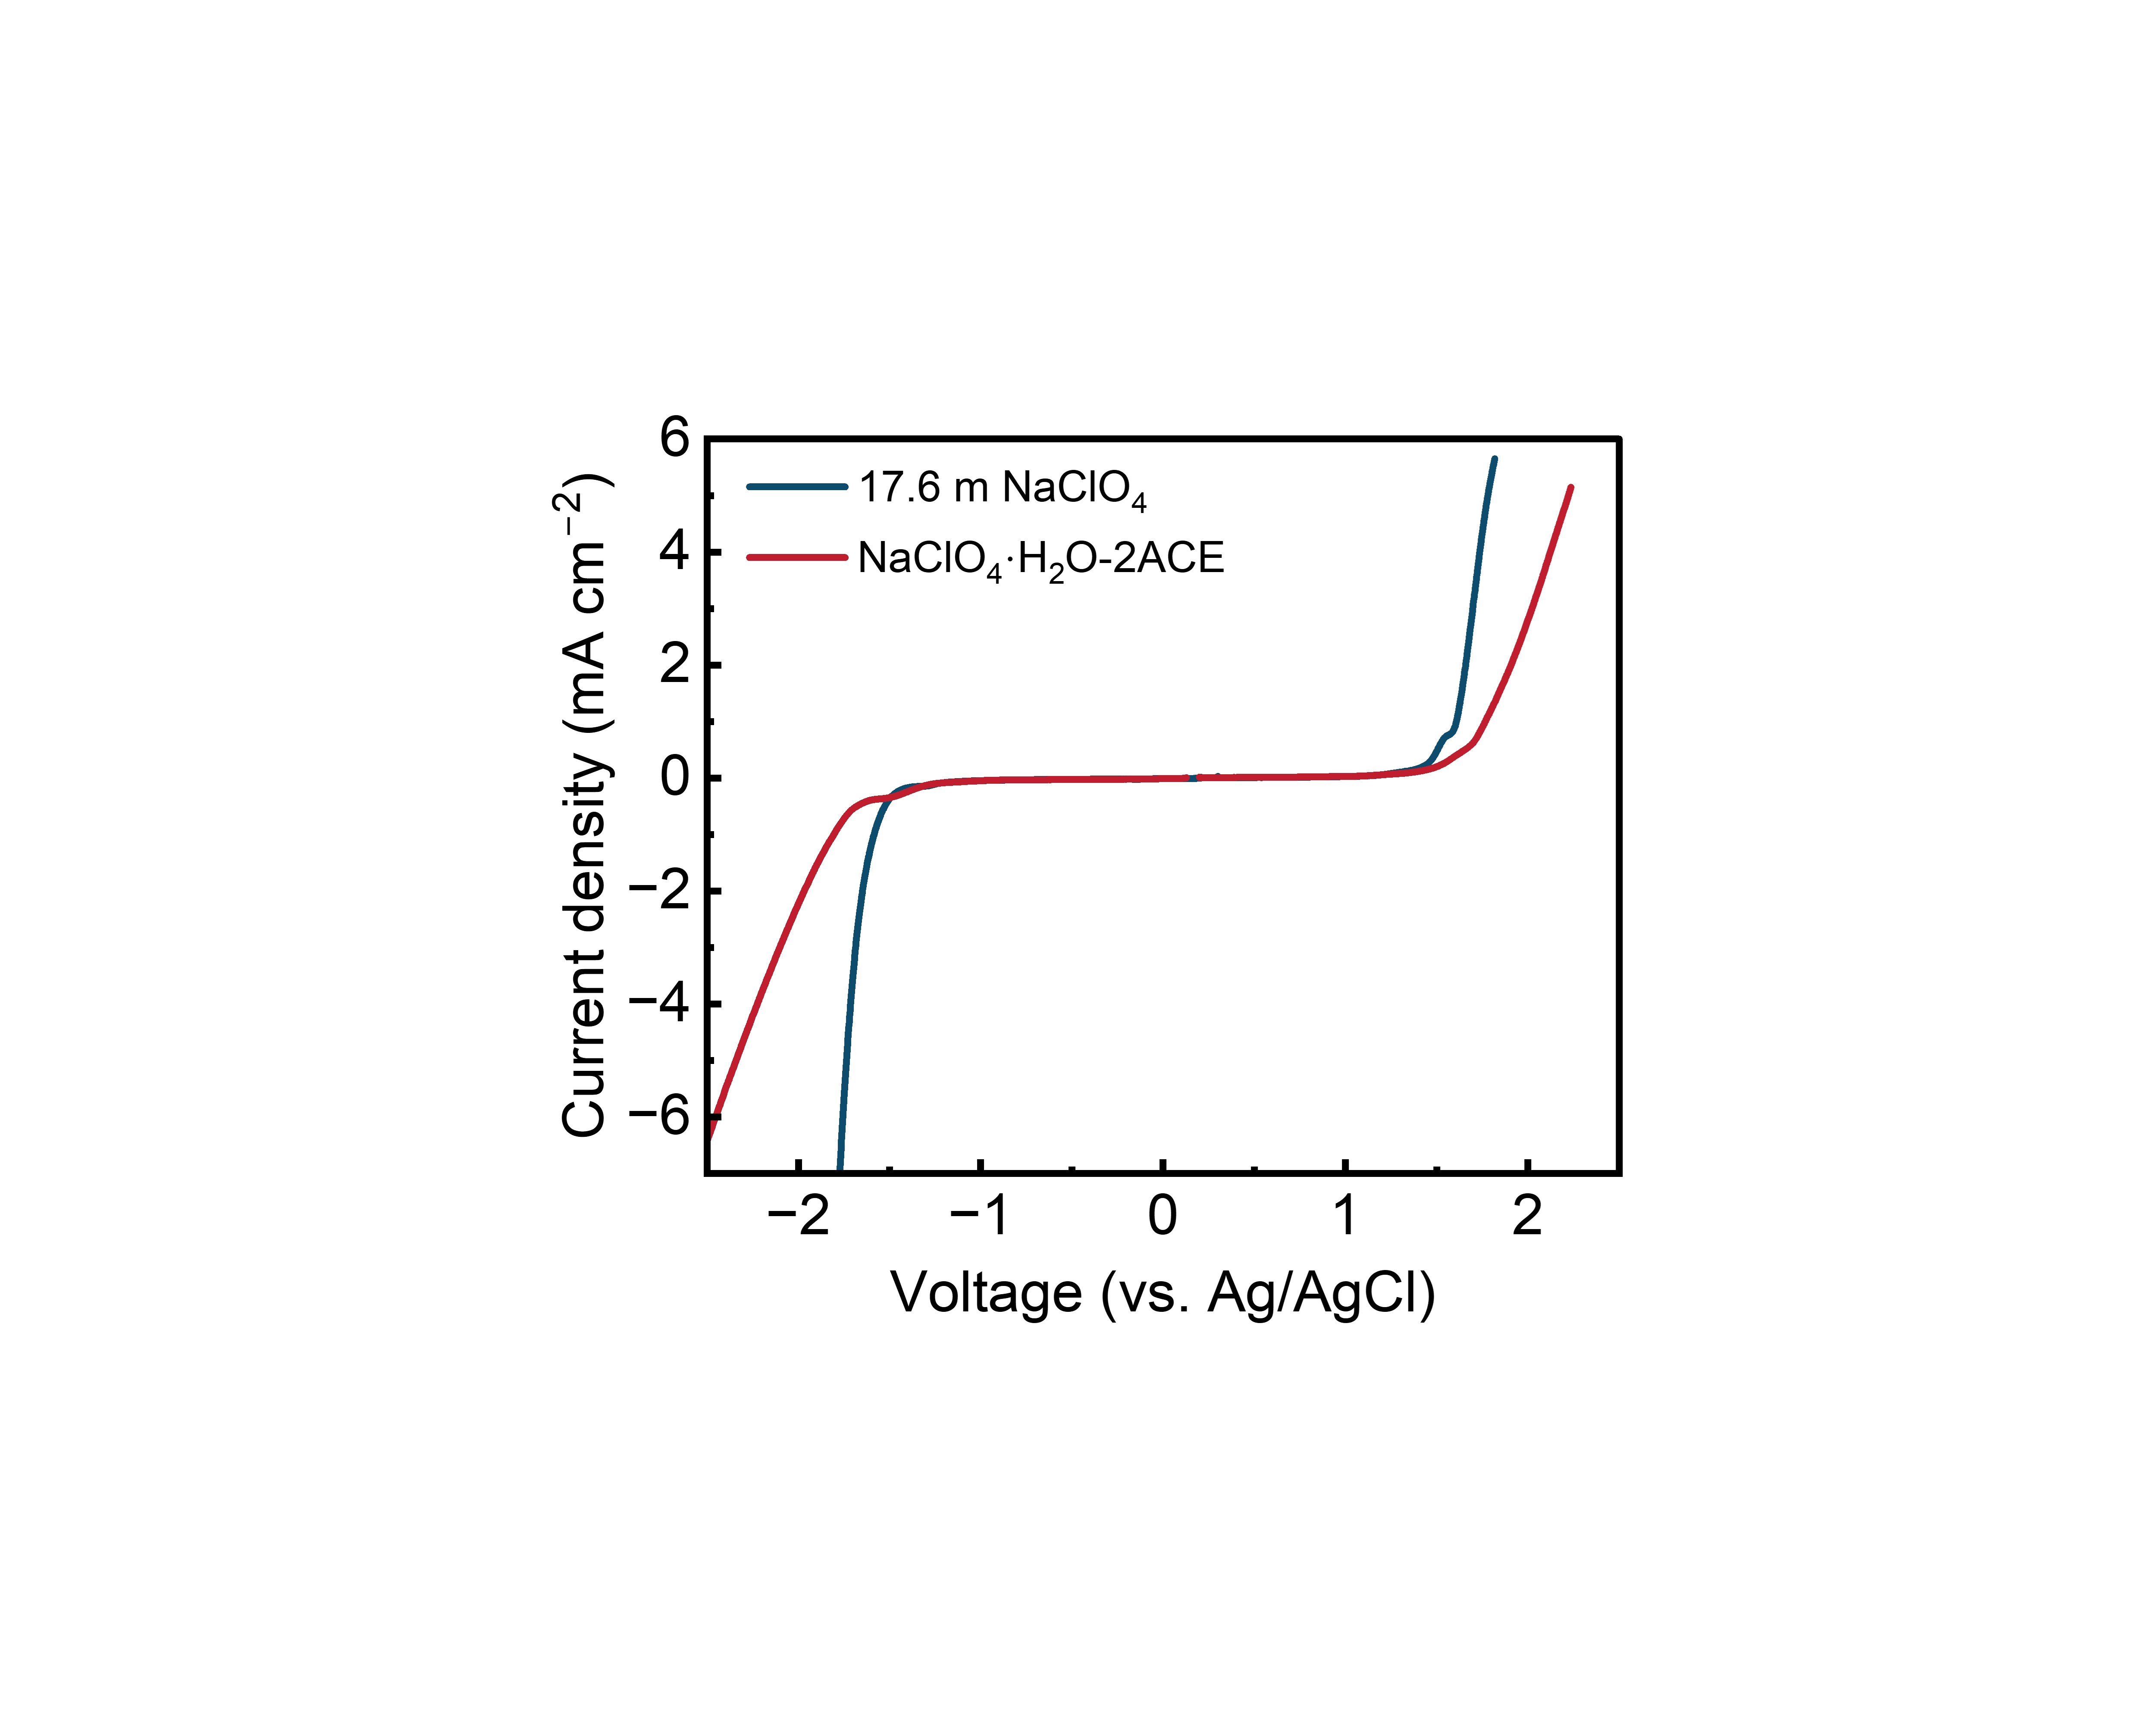 6
4
2
0
−2
−4
−6
Current density (mA cm⁻²)
17.6 m NaClO₄
NaClO₄·H₂O-2ACE
−2 −1 0 1 2
Voltage (vs. Ag/AgCl)